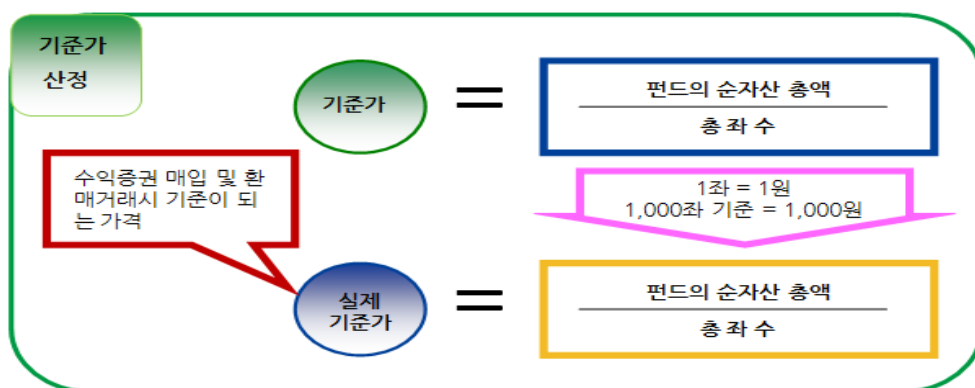 기준가
산정
기준가
=
펀드의 순자산 총액
총 좌 수
수익증권 매입 및 환
매거래시 기준이 되
는 가격
1좌 = 1원
1,000좌 기준 = 1,000원
실제
기준가
=
펀드의 순자산 총액
총 좌 수